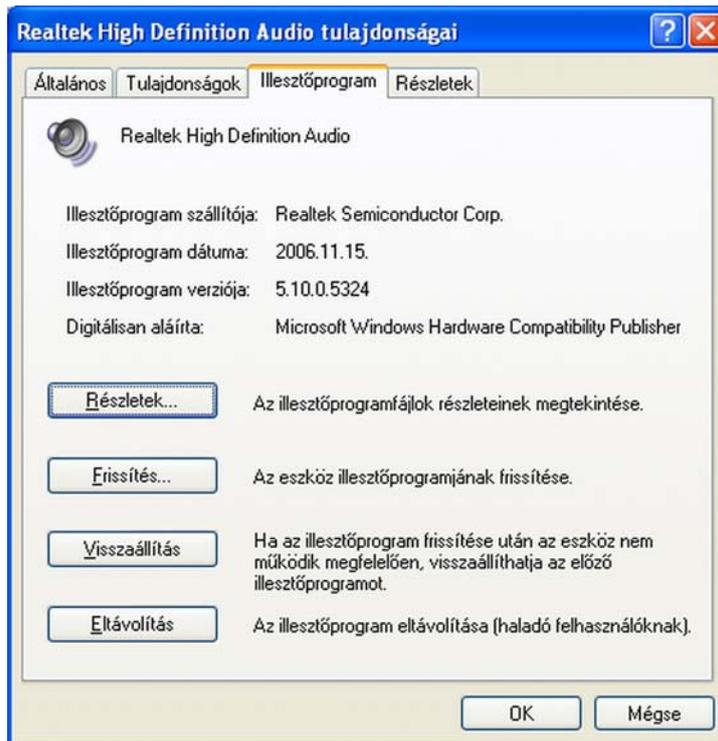 Realtek High Definition Audio tulajdonságai
Általános Tulajdonságok Illesztőprogram Részletek
Realtek High Definition Audio
Illesztőprogram szállítója: Realtek Semiconductor Corp.
Illesztőprogram dátuma: 2006.11.15.
Illesztőprogram verziója: 5.10.0.5324
Digitálisan aláírta: Microsoft Windows Hardware Compatibility Publisher
Részletek... Az illesztőprogramfájlok részleteinek megtekintése.
Frissítés... Az eszköz illesztőprogramjának frissítése.
Visszaállítás Ha az illesztőprogram frissítése után az eszköz nem
működik megfelelően, visszaállíthatja az előző
illesztőprogramot.
Eltávolítás Az illesztőprogram eltávolítása (haladó felhasználóknak).
OK Mégse